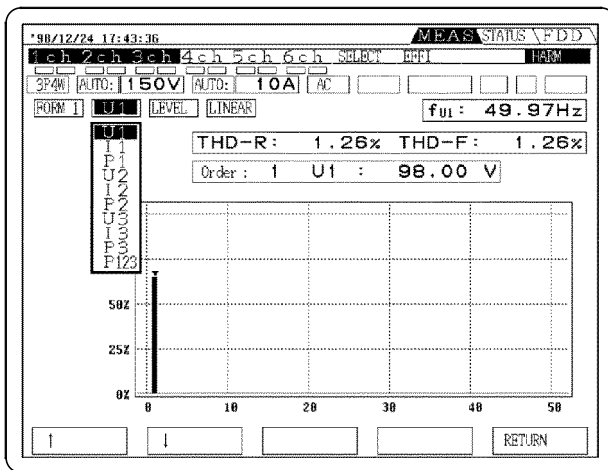 '98/12/24 17:43:36 MEAS STATUS FDD
1ch 2ch 3ch 4ch 5ch 6ch SELECT EFFI HARM
3P4W AUTO: 150V AUTO: 10A AC
FORM 1 U1 LEVEL LINEAR fU1: 49.97Hz
U1
I1
P1
U2
I2
P2
U3
I3
P3
P123
THD-R: 1.26% THD-F: 1.26%
Order: 1 U1 : 98.00 V
50%
25%
0%
0 10 20 30 40 50
↑ ↓ RETURN